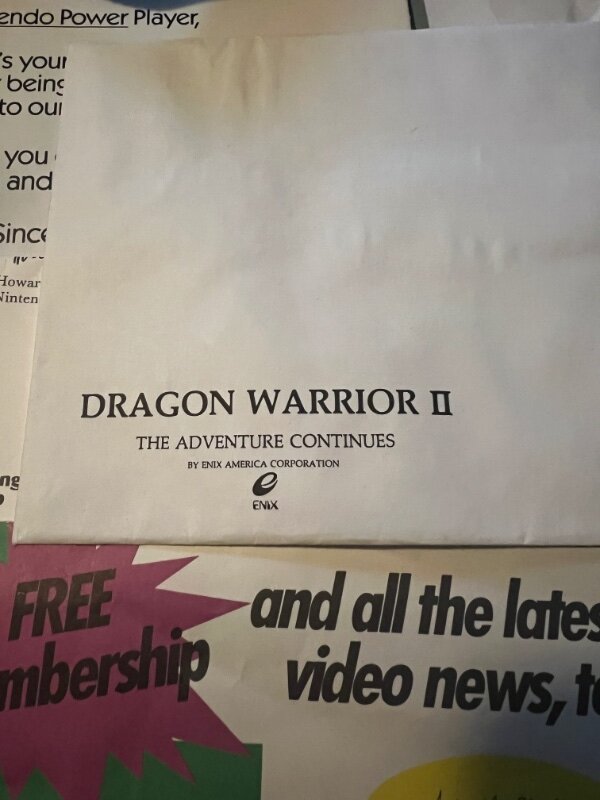 endo Power Player,
's your
being
to our
you
and
Since
Howar
Ninten
DRAGON WARRIOR II
THE ADVENTURE CONTINUES
BY ENIX AMERICA CORPORATION
ENIX
ng
FREE
mbership
and all the lates
video news, t